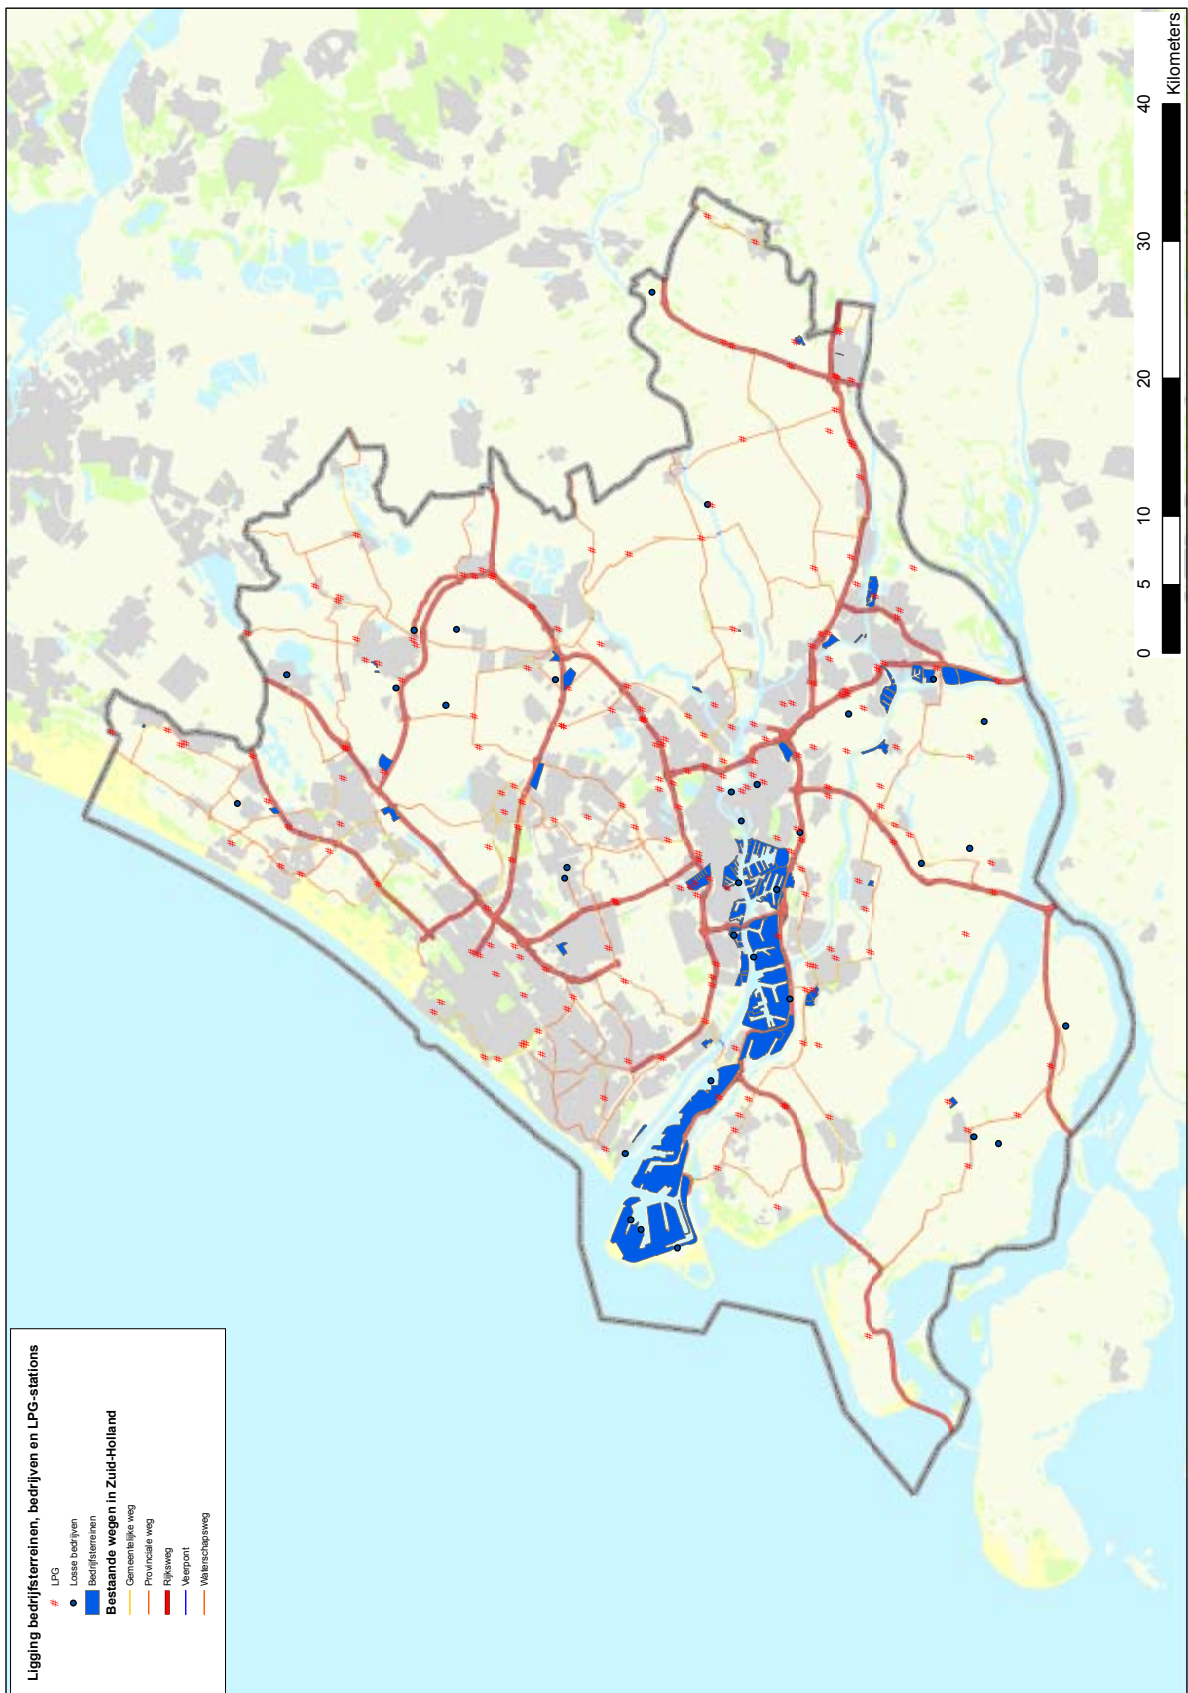 Ligging bedrijfsterreinen, bedrijven en LPG-stations
LPG
Losse bedrijven
Bedrijfsterreinen
Bestaande wegen in Zuid-Holland
Gemeentelijke weg
Provinciale weg
Rijksweg
Veerpont
Waterschapsweg
0 5 10 20 30 40
Kilometers